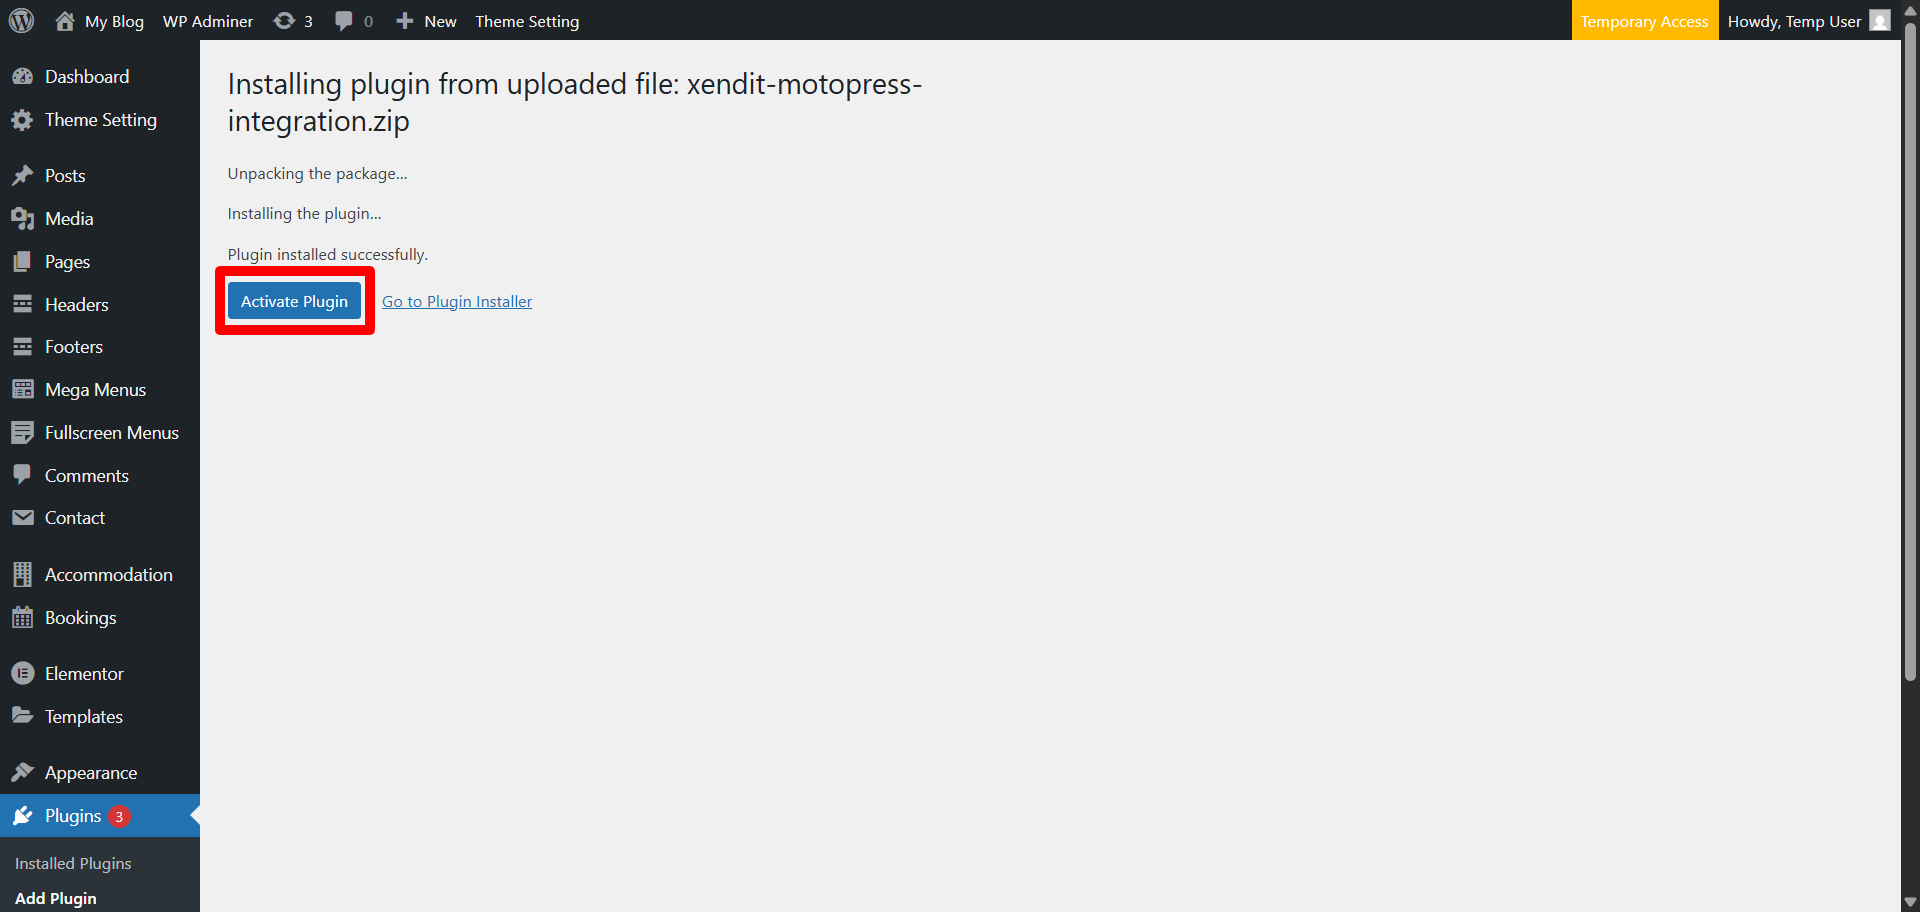 My Blog
WP Adminer
3
0
New
Theme Setting
Temporary Access
Howdy, Temp User
Dashboard
Theme Setting
Posts
Media
Pages
Headers
Footers
Mega Menus
Fullscreen Menus
Comments
Contact
Accommodation
Bookings
Elementor
Templates
Appearance
Plugins 3
Installed Plugins
Add Plugin
Installing plugin from uploaded file: xendit-motopress-
integration.zip
Unpacking the package…
Installing the plugin…
Plugin installed successfully.
Activate Plugin
Go to Plugin Installer